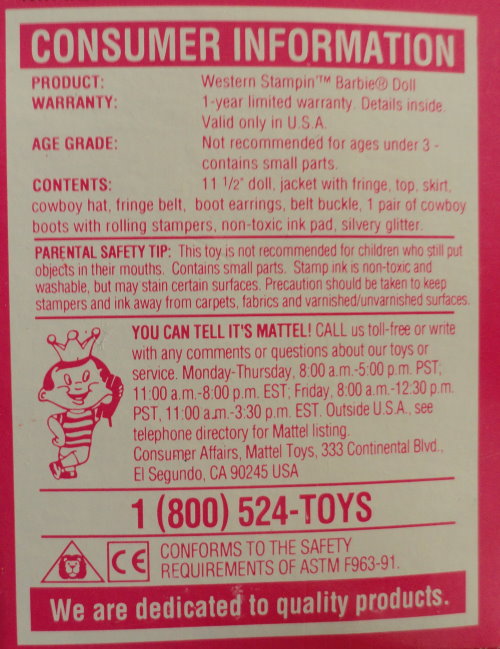 CONSUMER INFORMATION
PRODUCT: Western Stampin'™ Barbie® Doll
WARRANTY: 1-year limited warranty. Details inside.
Valid only in U.S.A.
AGE GRADE: Not recommended for ages under 3 -
contains small parts.
CONTENTS: 11 1/2" doll, jacket with fringe, top, skirt,
cowboy hat, fringe belt, boot earrings, belt buckle, 1 pair of cowboy
boots with rolling stampers, non-toxic ink pad, silvery glitter.
PARENTAL SAFETY TIP: This toy is not recommended for children who still put
objects in their mouths. Contains small parts. Stamp ink is non-toxic and
washable, but may stain certain surfaces. Precaution should be taken to keep
stampers and ink away from carpets, fabrics and varnished/unvarnished surfaces.
YOU CAN TELL IT'S MATTEL! CALL us toll-free or write
with any comments or questions about our toys or
service. Monday-Thursday, 8:00 a.m.-5:00 p.m. PST;
11:00 a.m.-8:00 p.m. EST; Friday, 8:00 a.m.-12:30 p.m.
PST, 11:00 a.m.-3:30 p.m. EST. Outside U.S.A., see
telephone directory for Mattel listing.
Consumer Affairs, Mattel Toys, 333 Continental Blvd.,
El Segundo, CA 90245 USA
1 (800) 524-TOYS
CE CONFORMS TO THE SAFETY
REQUIREMENTS OF ASTM F963-91.
We are dedicated to quality products.